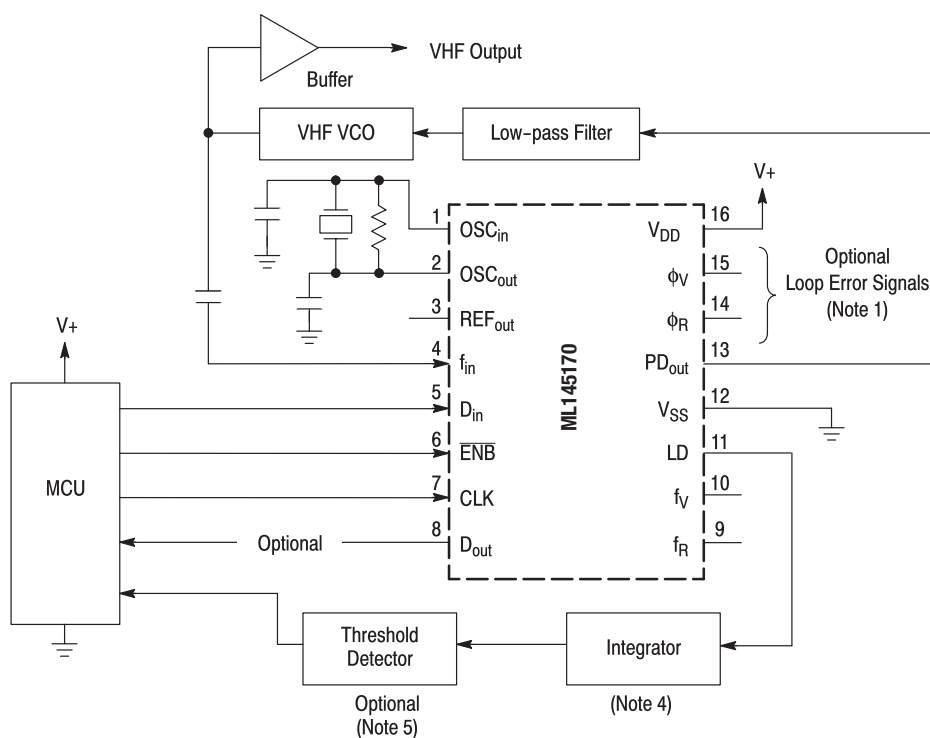 VHF Output
Buffer
VHF VCO
Low-pass Filter
V+
1
OSCin
16
VDD
2
OSCout
15
ϕV
Optional
Loop Error Signals
(Note 1)
3
REFout
14
ϕR
V+
4
fin
13
PDout
ML145170
5
Din
12
VSS
6
ENB
11
LD
MCU
7
CLK
10
fV
Optional
8
Dout
9
fR
Threshold
Detector
Integrator
Optional
(Note 5)
(Note 4)